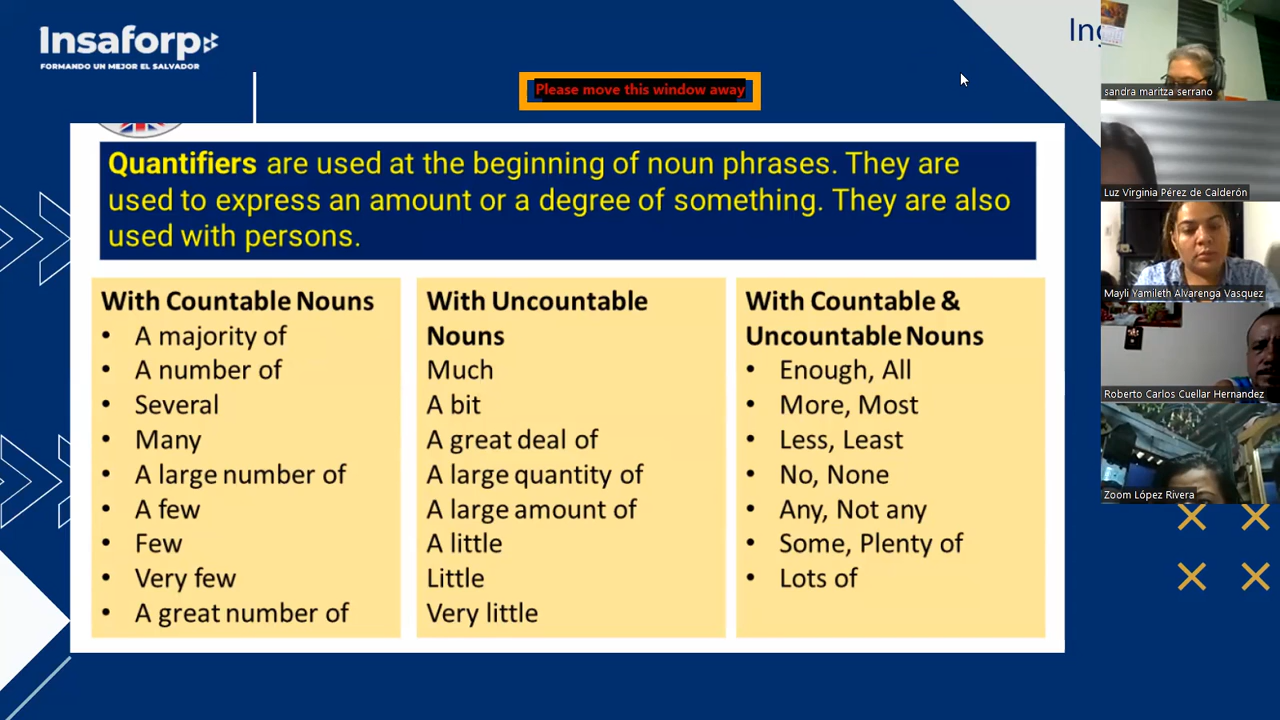 Insaforp
FORMANDO UN MEJOR EL SALVADOR
Please move this window away
Quantifiers are used at the beginning of noun phrases. They are
used to express an amount or a degree of something. They are also
used with persons.
With Countable Nouns
• A majority of
• A number of
• Several
• Many
• A large number of
• A few
• Few
• Very few
• A great number of
With Uncountable
Nouns
Much
A bit
A great deal of
A large quantity of
A large amount of
A little
Little
Very little
With Countable &
Uncountable Nouns
• Enough, All
• More, Most
• Less, Least
• No, None
• Any, Not any
• Some, Plenty of
• Lots of
sandra maritza serrano
Luz Virginia Pérez de Calderón
Mayli Yamileth Alvarenga Vasquez
Roberto Carlos Cuellar Hernandez
Zoom López Rivera